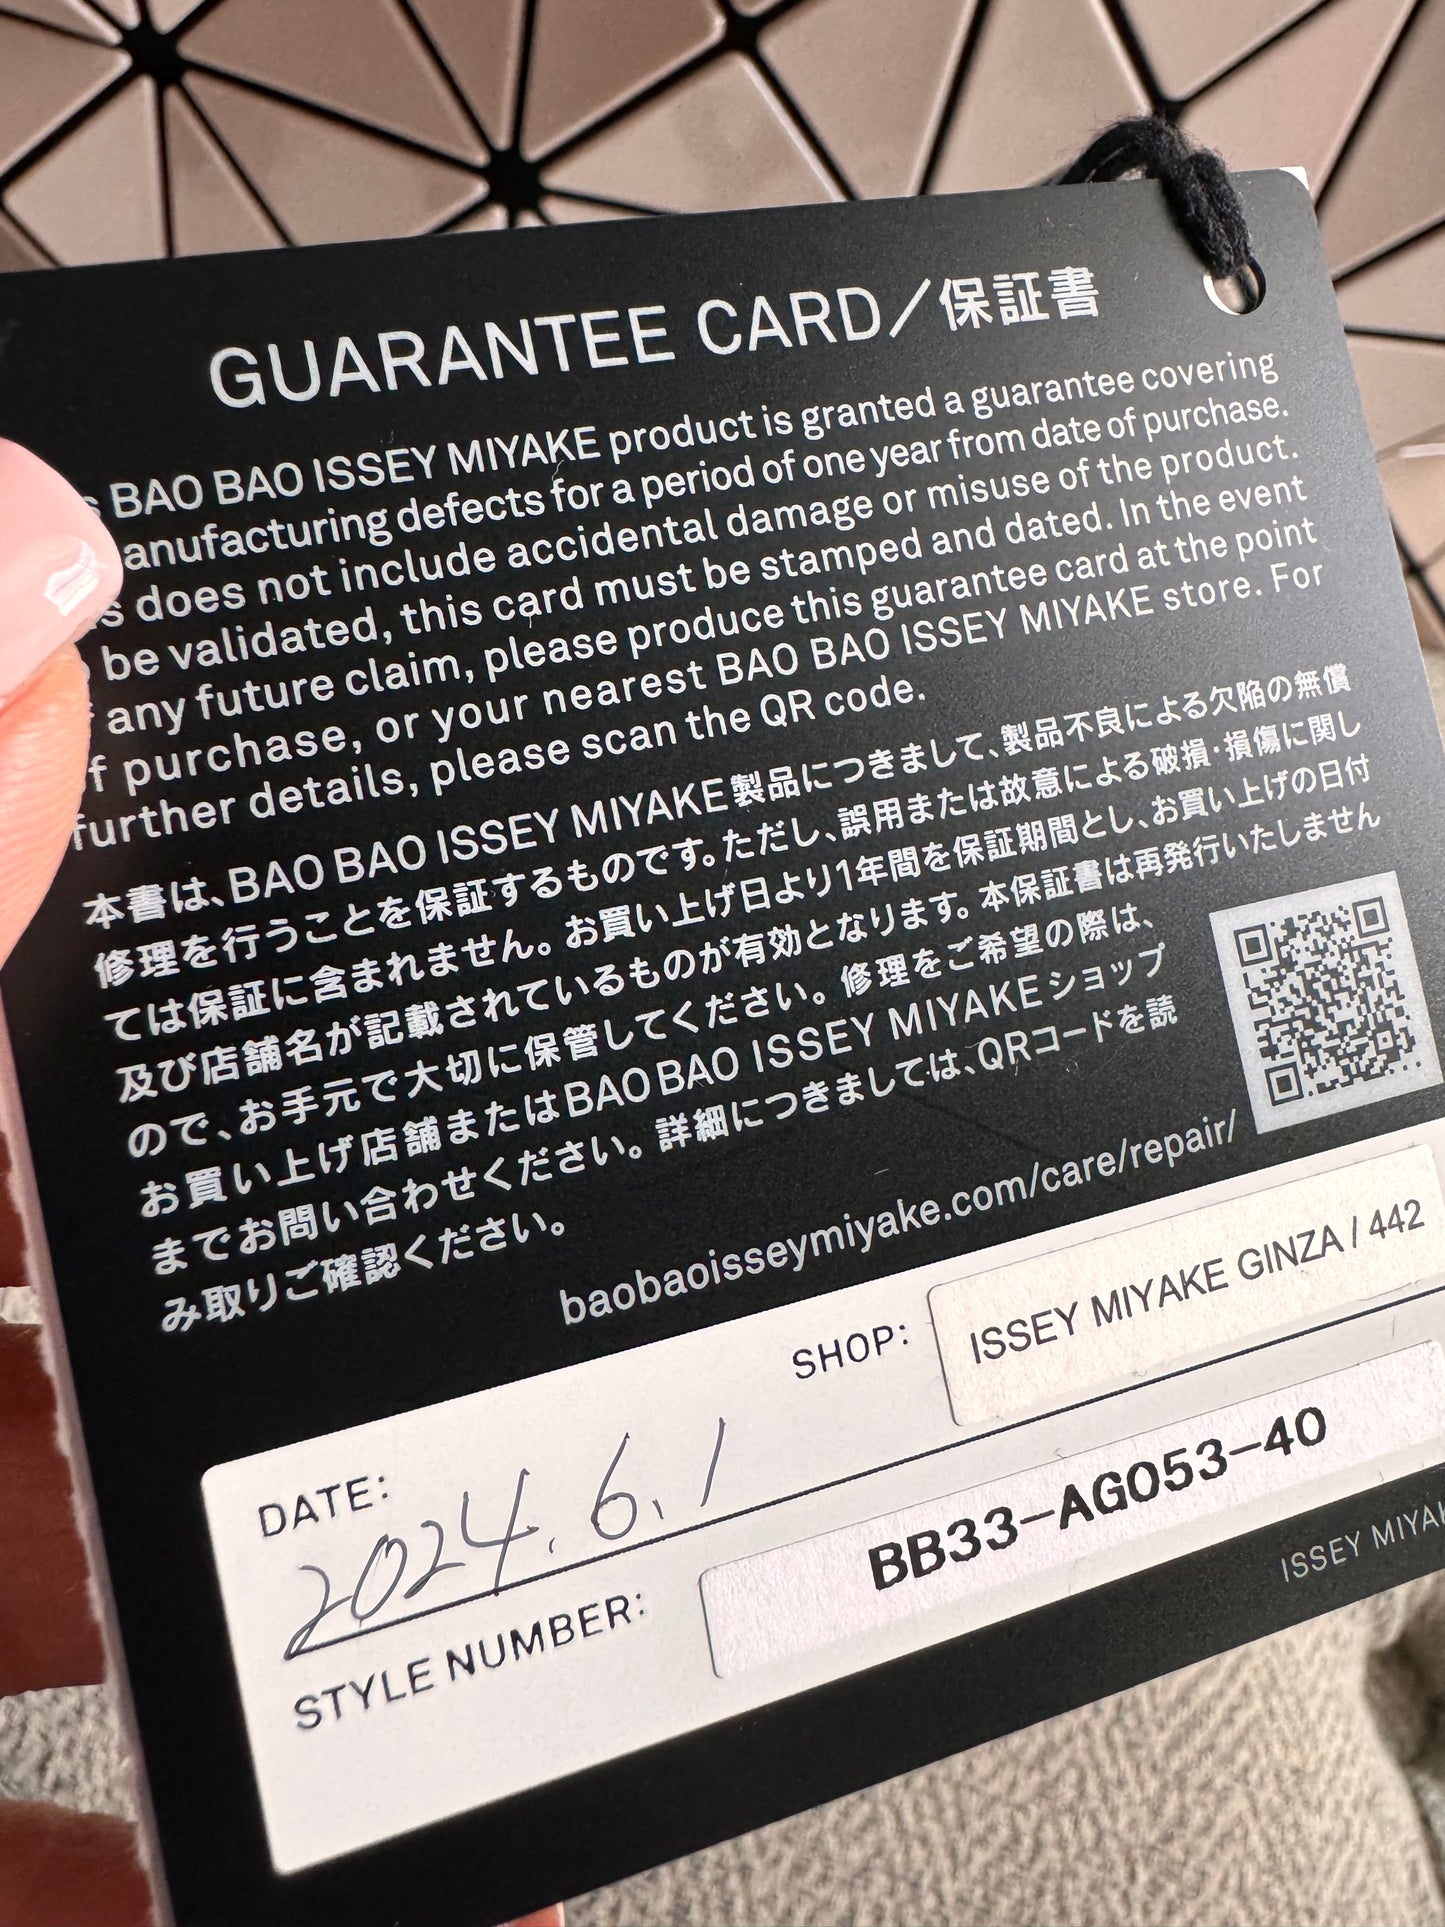 GUARANTEE CARD/保証書
BAO BAO ISSEY MIYAKE product is granted a guarantee covering
anufacturing defects for a period of one year from date of purchase.
does not include accidental damage or misuse of the product.
be validated, this card must be stamped and dated. In the event
any future claim, please produce this guarantee card at the point
f purchase, or your nearest BAO BAO ISSEY MIYAKE store. For
further details, please scan the QR code.
本書は、BAO BAO ISSEY MIYAKE製品につきまして、製品不良による欠陥の無償
修理を行うことを保証するものです。ただし、誤用または故意による破損・損傷に関し
ては保証に含まれません。お買い上げ日より1年間を保証期間とし、お買い上げの日付
及び店舗名が記載されているものが有効となります。本保証書は再発行いたしません
ので、お手元で大切に保管してください。修理をご希望の際は、
お買い上げ店舗またはBAO BAO ISSEY MIYAKEショップ
までお問い合わせください。詳細につきましては、QRコードを読
み取りご確認ください。
baobaoisseymiyake.com/care/repair/
SHOP: ISSEY MIYAKE GINZA / 442
DATE: 2024.6.1
STYLE NUMBER: BB33-AG053-40
ISSEY MIYAK